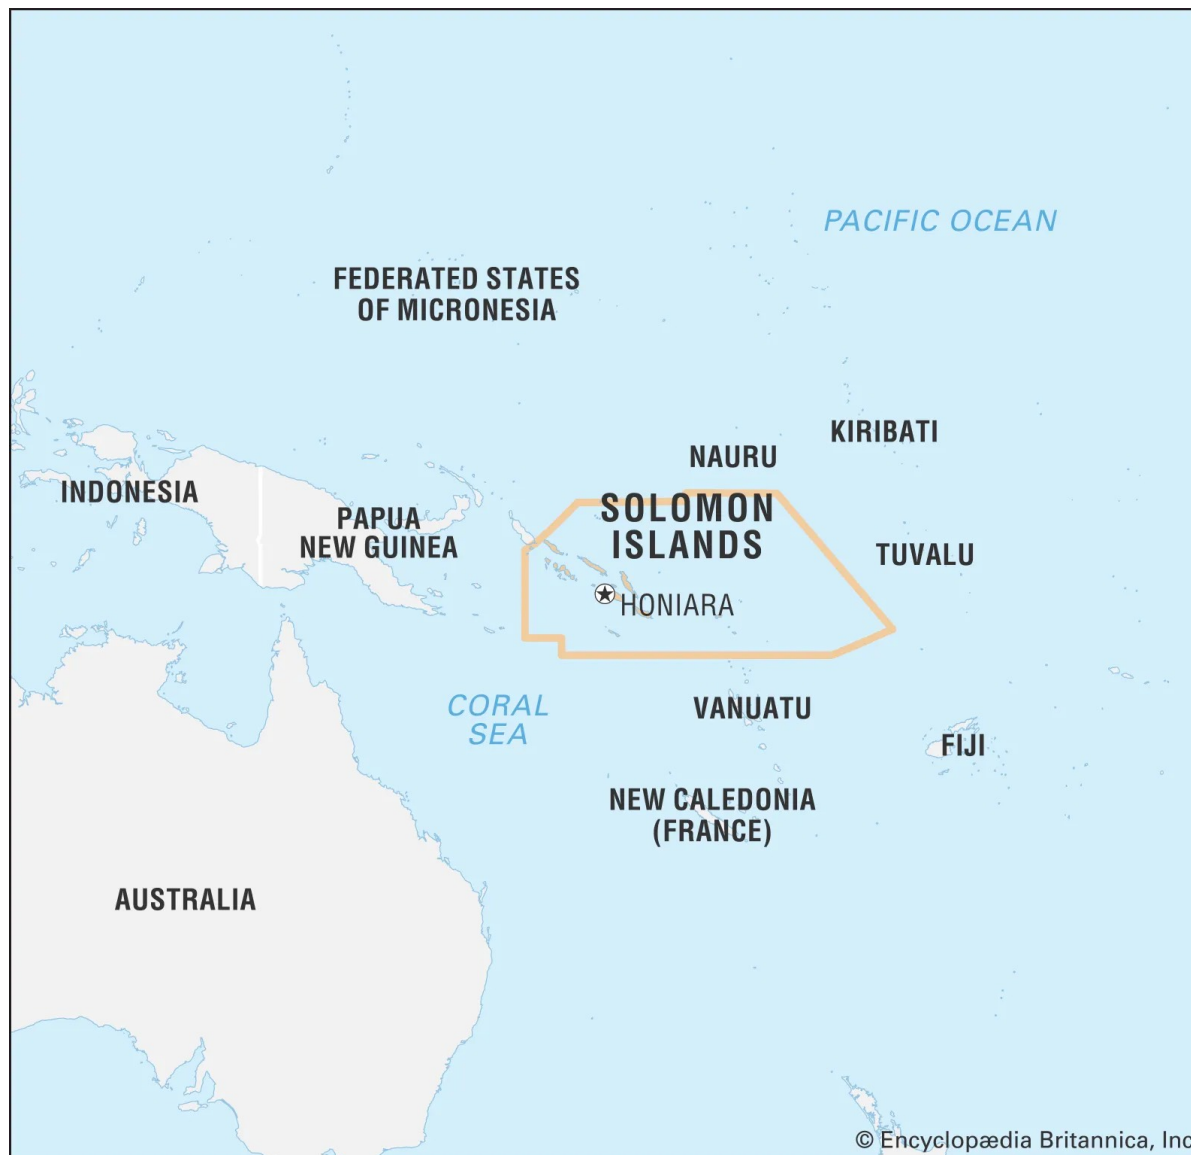 PACIFIC OCEAN
FEDERATED STATES
OF MICRONESIA
KIRIBATI
NAURU
INDONESIA
SOLOMON
ISLANDS
PAPUA
NEW GUINEA
TUVALU
HONIARA
CORAL
SEA
VANUATU
FIJI
NEW CALEDONIA
(FRANCE)
AUSTRALIA
© Encyclopædia Britannica, Inc